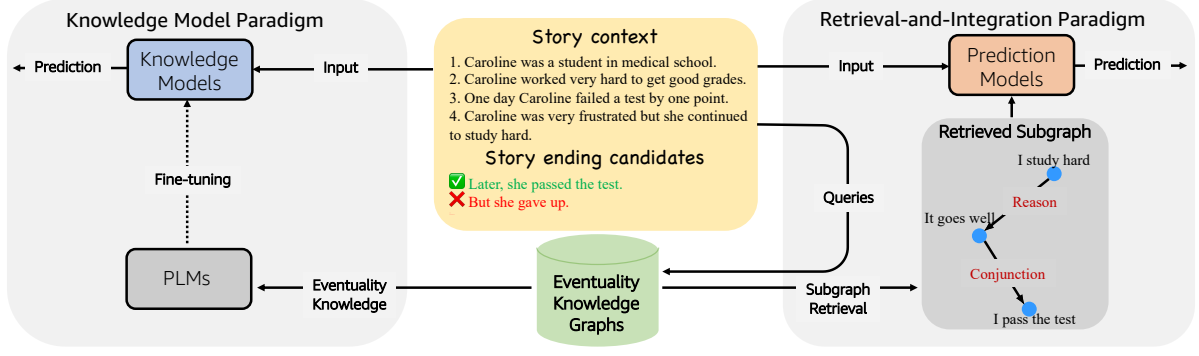 Knowledge Model Paradigm
Knowledge
Models
Prediction
Input
Fine-tuning
PLMs
Eventuality
Knowledge
Story context
1. Caroline was a student in medical school.
2. Caroline worked very hard to get good grades.
3. One day Caroline failed a test by one point.
4. Caroline was very frustrated but she continued
to study hard.
Story ending candidates
Later, she passed the test.
But she gave up.
Eventuality
Knowledge
Graphs
Retrieval-and-Integration Paradigm
Input
Prediction
Models
Prediction
Queries
Subgraph
Retrieval
Retrieved Subgraph
I study hard
Reason
It goes well
Conjunction
I pass the test